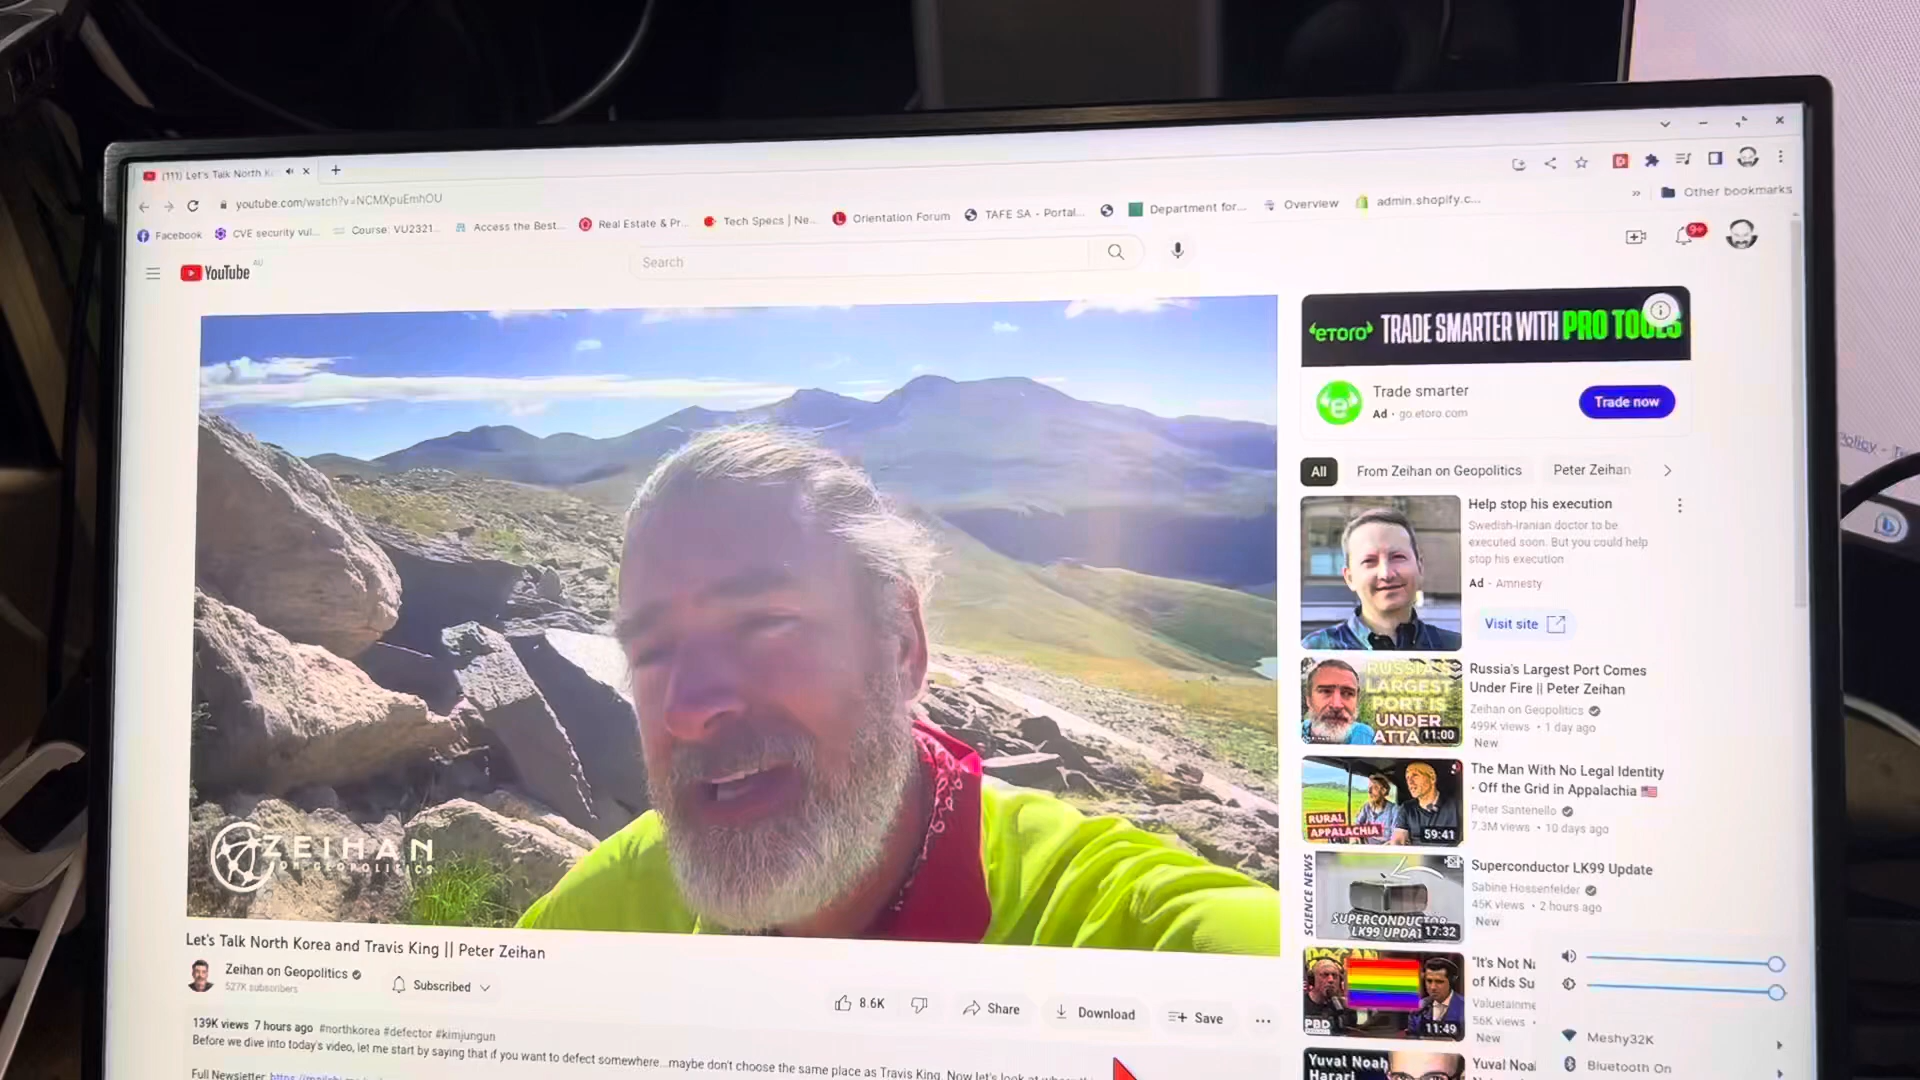 (111) Let's Talk North K
youtube.com/watch?v=NCMXpuEmhOU
Other bookmarks
Facebook
CVE security vul...
Course: VU2321...
Access the Best...
Real Estate & Pr...
Tech Specs | Ne...
Orientation Forum
TAFE SA - Portal...
Department for...
Overview
admin.shopify.c...
YouTube AU
Search
9+
eToro TRADE SMARTER WITH PRO TOOLS
Trade smarter
Ad · go.etoro.com
Trade now
Policy -
All
From Zeihan on Geopolitics
Peter Zeihan
Help stop his execution
Swedish-Iranian doctor to be
executed soon. But you could help
stop his execution
Ad · Amnesty
Visit site
RUSSIA'S
LARGEST
PORT IS
UNDER
ATTA
11:00
Russia's Largest Port Comes
Under Fire || Peter Zeihan
Zeihan on Geopolitics
499K views • 1 day ago
New
RURAL
APPALACHIA
59:41
The Man With No Legal Identity
- Off the Grid in Appalachia
Peter Santenello
7.3M views • 10 days ago
SCIENCE NEWS
SUPERCONDUCTOR
LK99 UPDAT
17:32
Superconductor LK99 Update
Sabine Hossenfelder
45K views • 2 hours ago
New
PBD
11:49
"It's Not Na
of Kids Su
Valuetainme
56K views •
New
Yuval Noah
Harari
Yuval Noa
ZEIHAN
ON GEOPOLITICS
Let's Talk North Korea and Travis King || Peter Zeihan
Zeihan on Geopolitics
527K subscribers
Subscribed
8.6K
Share
Download
Save
139K views 7 hours ago #northkorea #defector #kimjungun
Before we dive into today's video, let me start by saying that if you want to defect somewhere...maybe don't choose the same place as Travis King. Now let's look at
Full Newsletter:
Meshy32K
Bluetooth On